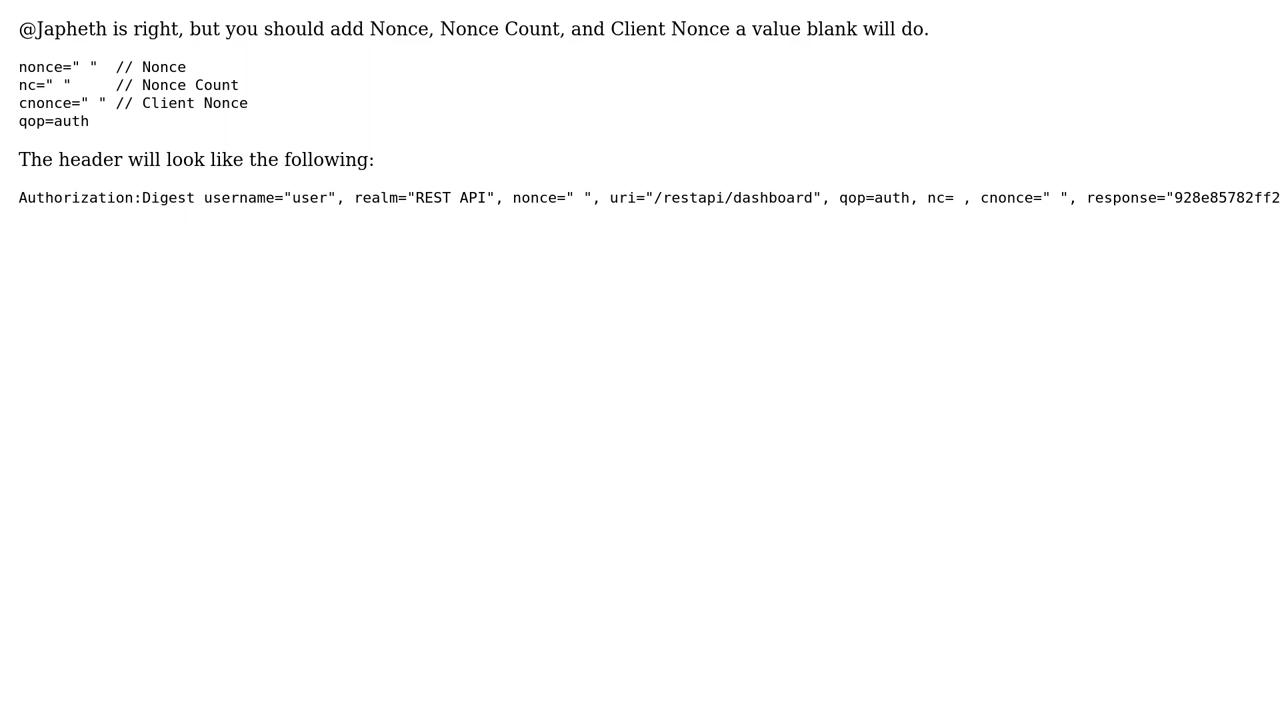 @Japheth is right, but you should add Nonce, Nonce Count, and Client Nonce a value blank will do.
nonce=" "  // Nonce
nc=" "     // Nonce Count
cnonce=" " // Client Nonce
qop=auth
The header will look like the following:
Authorization:Digest username="user", realm="REST API", nonce=" ", uri="/restapi/dashboard", qop=auth, nc= , cnonce=" ", response="928e85782ff2